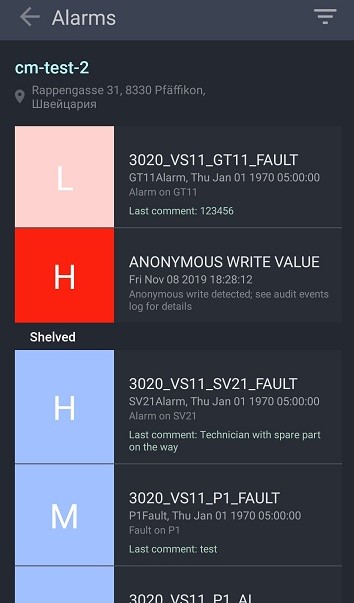 Alarms
cm-test-2
Rappengasse 31, 8330 Pfäffikon,
Швейцария
L
3020_VS11_GT11_FAULT
GT11Alarm, Thu Jan 01 1970 05:00:00
Alarm on GT11
Last comment: 123456
H
ANONYMOUS WRITE VALUE
Fri Nov 08 2019 18:28:12
Anonymous write detected; see audit events
log for details
Shelved
H
3020_VS11_SV21_FAULT
SV21Alarm, Thu Jan 01 1970 05:00:00
Alarm on SV21
Last comment: Technician with spare part
on the way
M
3020_VS11_P1_FAULT
P1Fault, Thu Jan 01 1970 05:00:00
Fault on P1
Last comment: test
3020_VS11_P1_AL